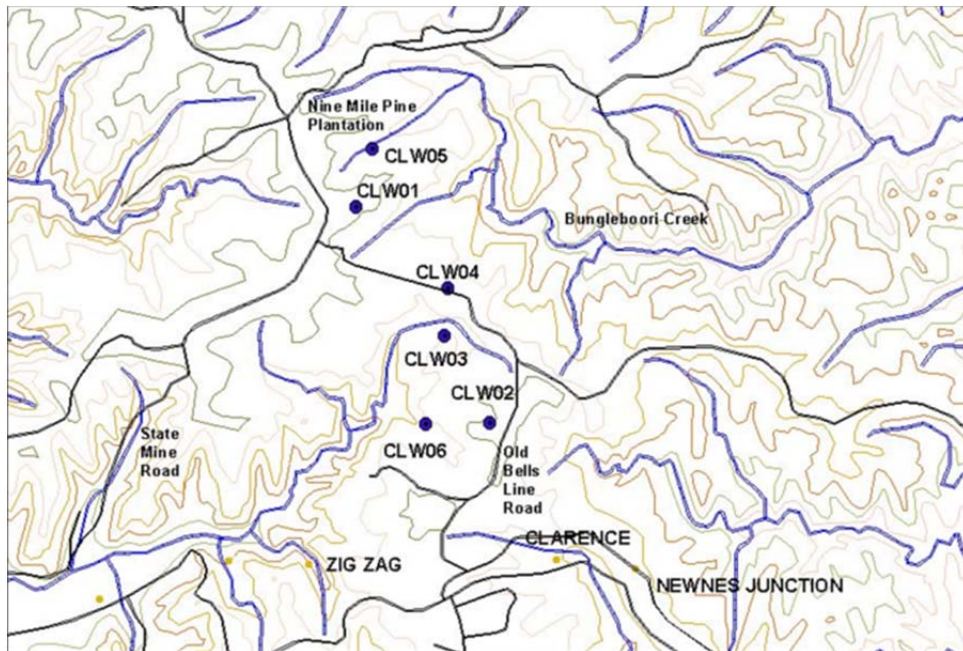 Nine Mile Pine
Plantation
CLW05
CLW01
Bungleboori Creek
CLW04
CLW03
CLW02
State
Mine
Road
CLW06
Old
Bells
Line
Road
CLARENCE
ZIG ZAG
NEWNES JUNCTION